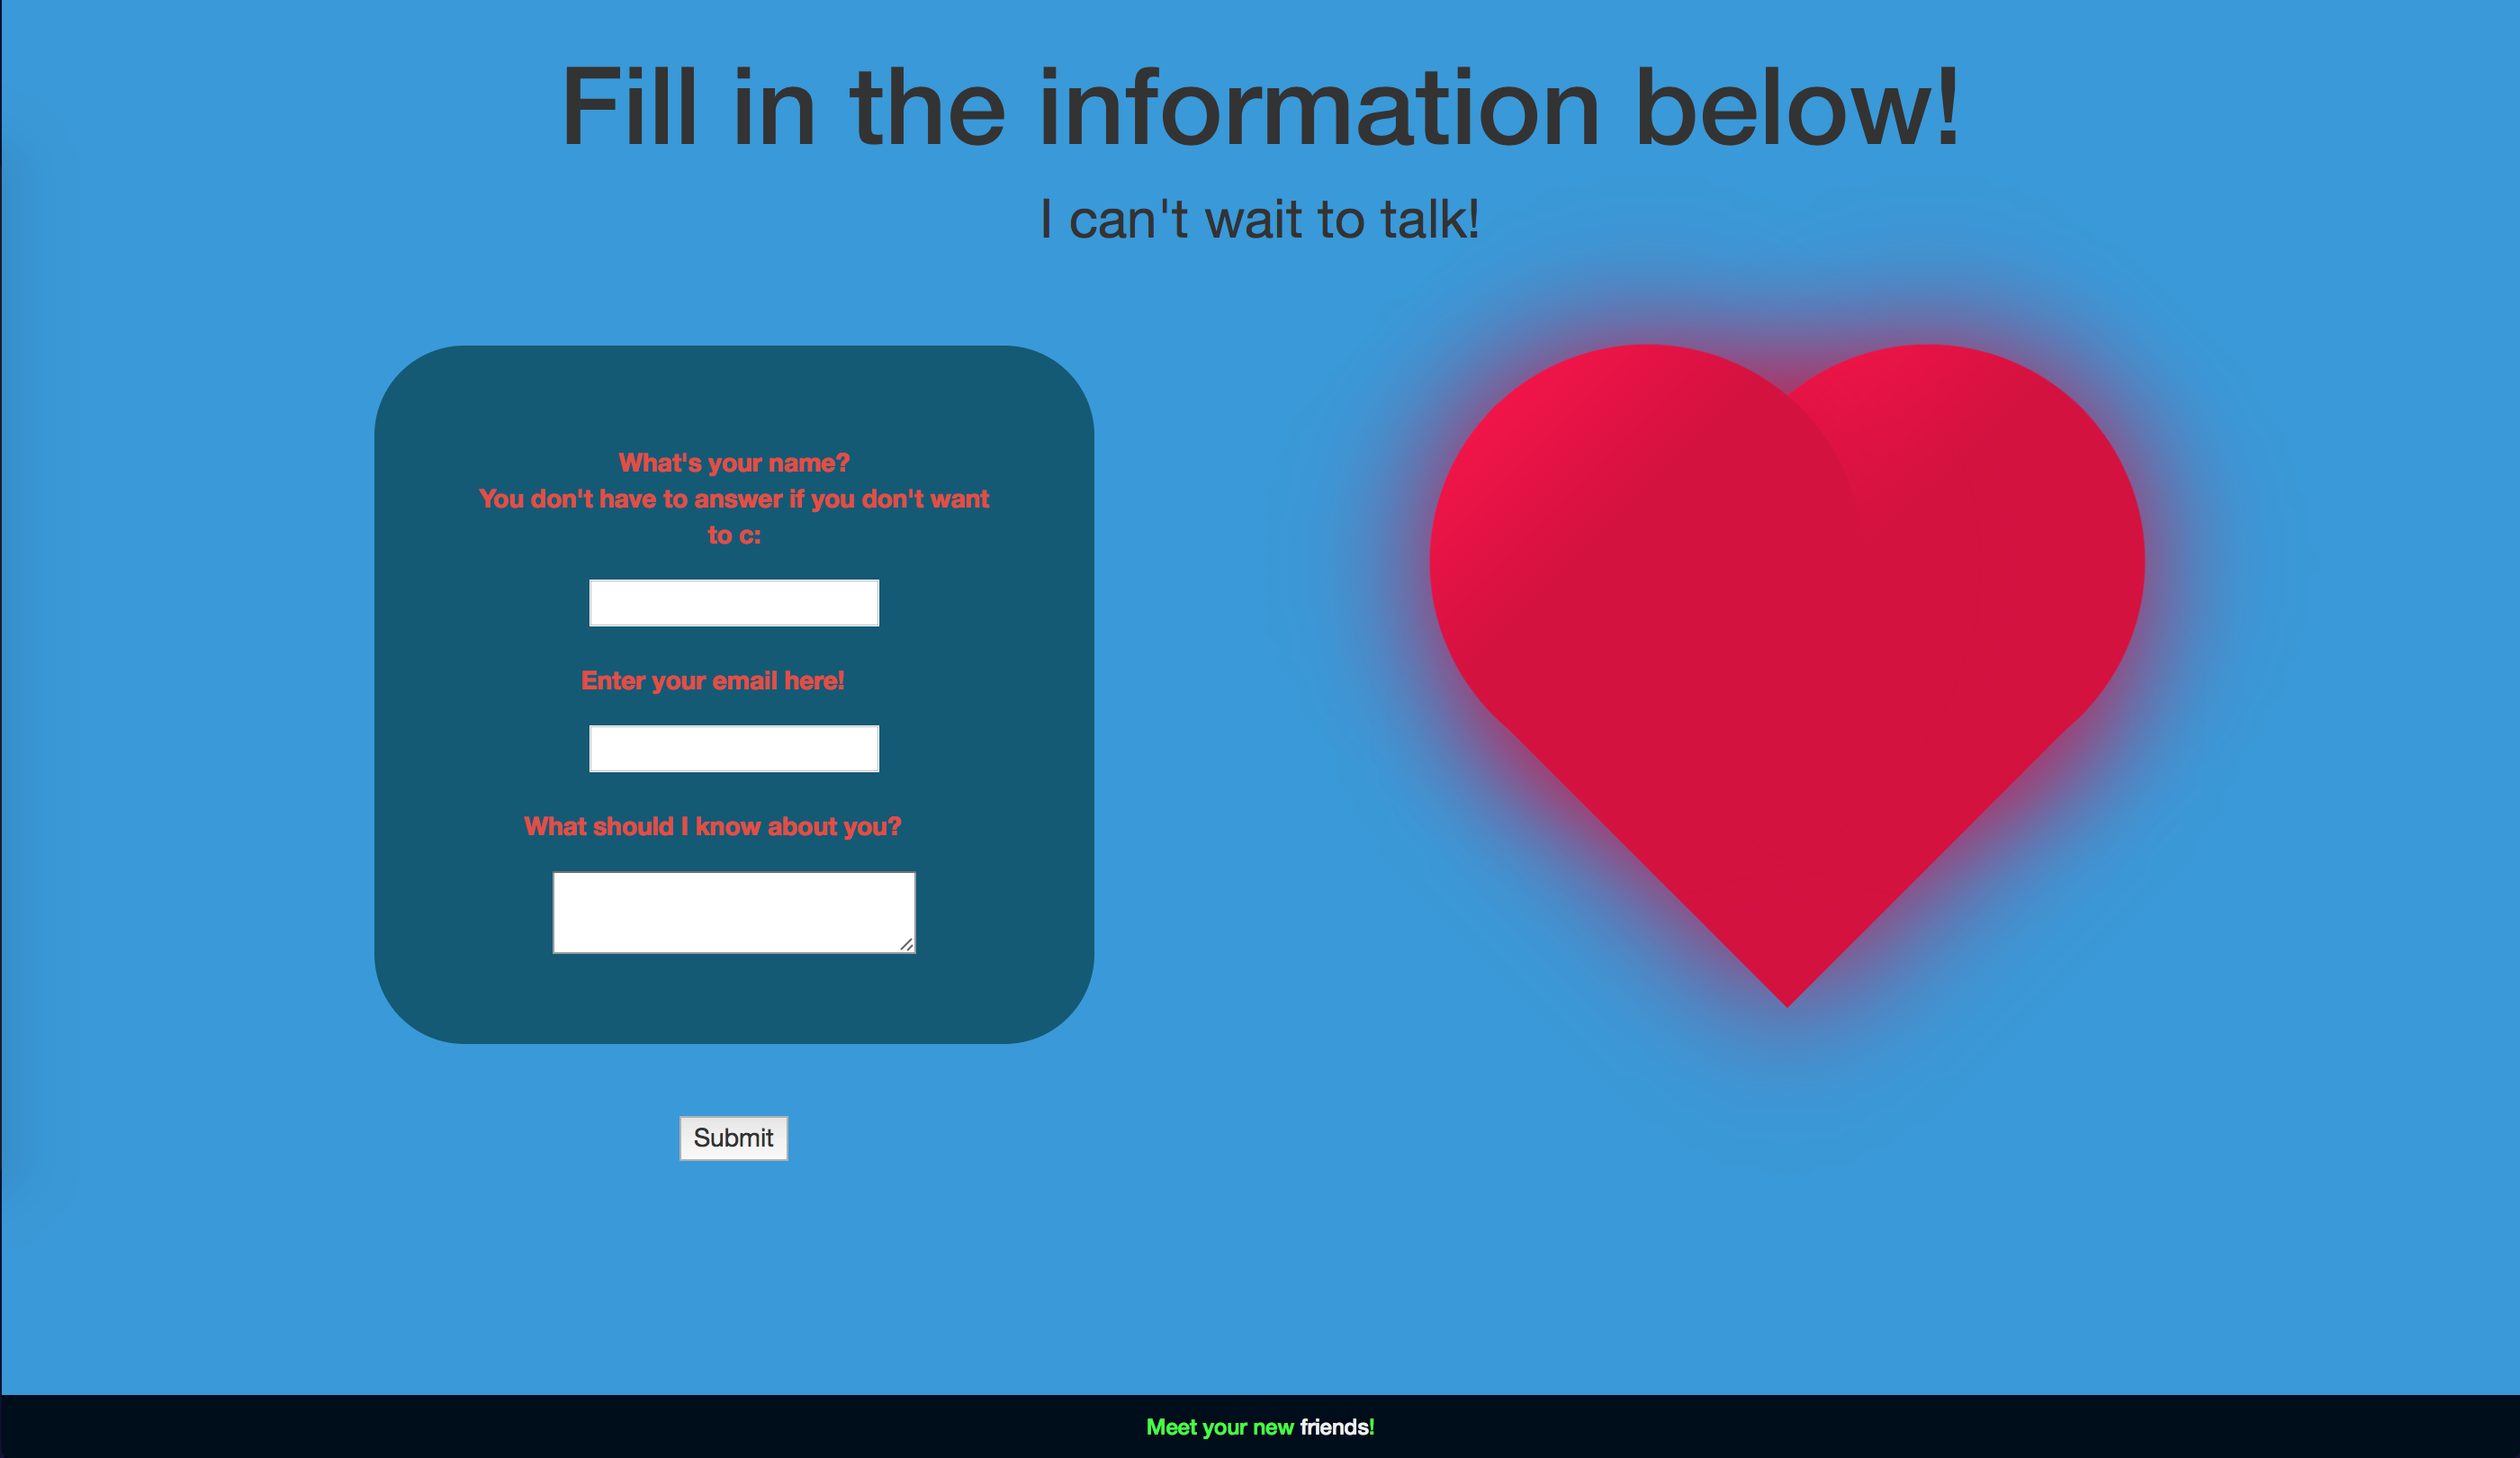 Fill in the information below!
I can't wait to talk!
What's your name?
You don't have to answer if you don't want
to c:
Enter your email here!
What should I know about you?
Submit
Meet your new friends!